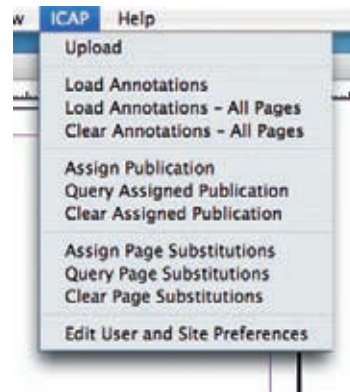 ICAP Help
Upload
Load Annotations
Load Annotations - All Pages
Clear Annotations - All Pages
Assign Publication
Query Assigned Publication
Clear Assigned Publication
Assign Page Substitutions
Query Page Substitutions
Clear Page Substitutions
Edit User and Site Preferences